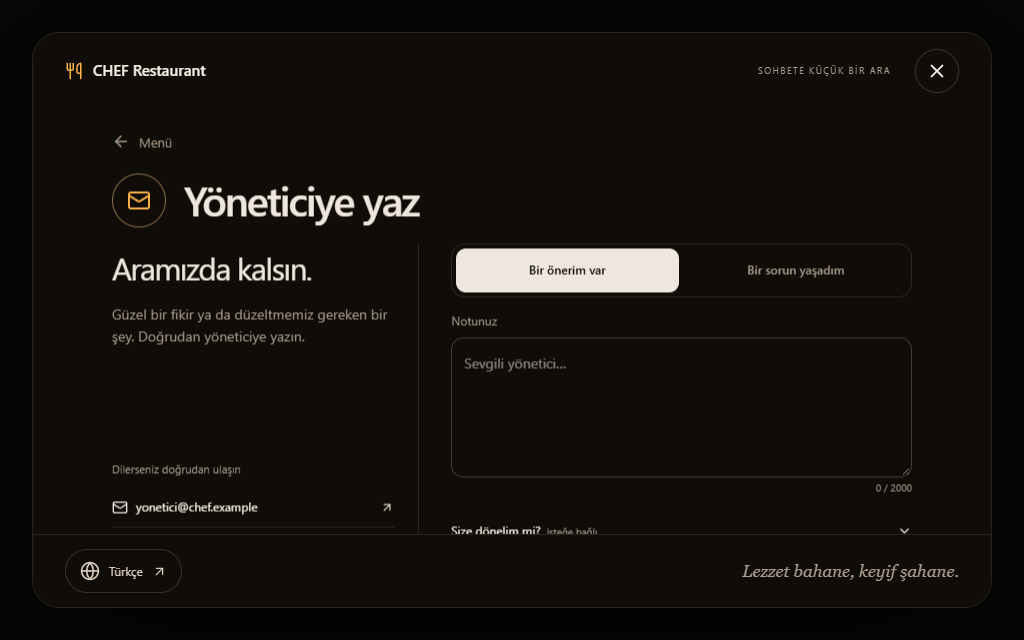 CHEF Restaurant
SOHBETE KÜÇÜK BİR ARA
Menü
Yöneticiye yaz
Aramızda kalsın.
Güzel bir fikir ya da düzeltmemiz gereken bir
şey. Doğrudan yöneticiye yazın.
Dilerseniz doğrudan ulaşın
yonetici@chef.example
Bir önerim var
Bir sorun yaşadım
Notunuz
Sevgili yönetici...
0 / 2000
Size dönelim mi? isteğe bağlı
Türkçe
Lezzet bahane, keyif şahane.